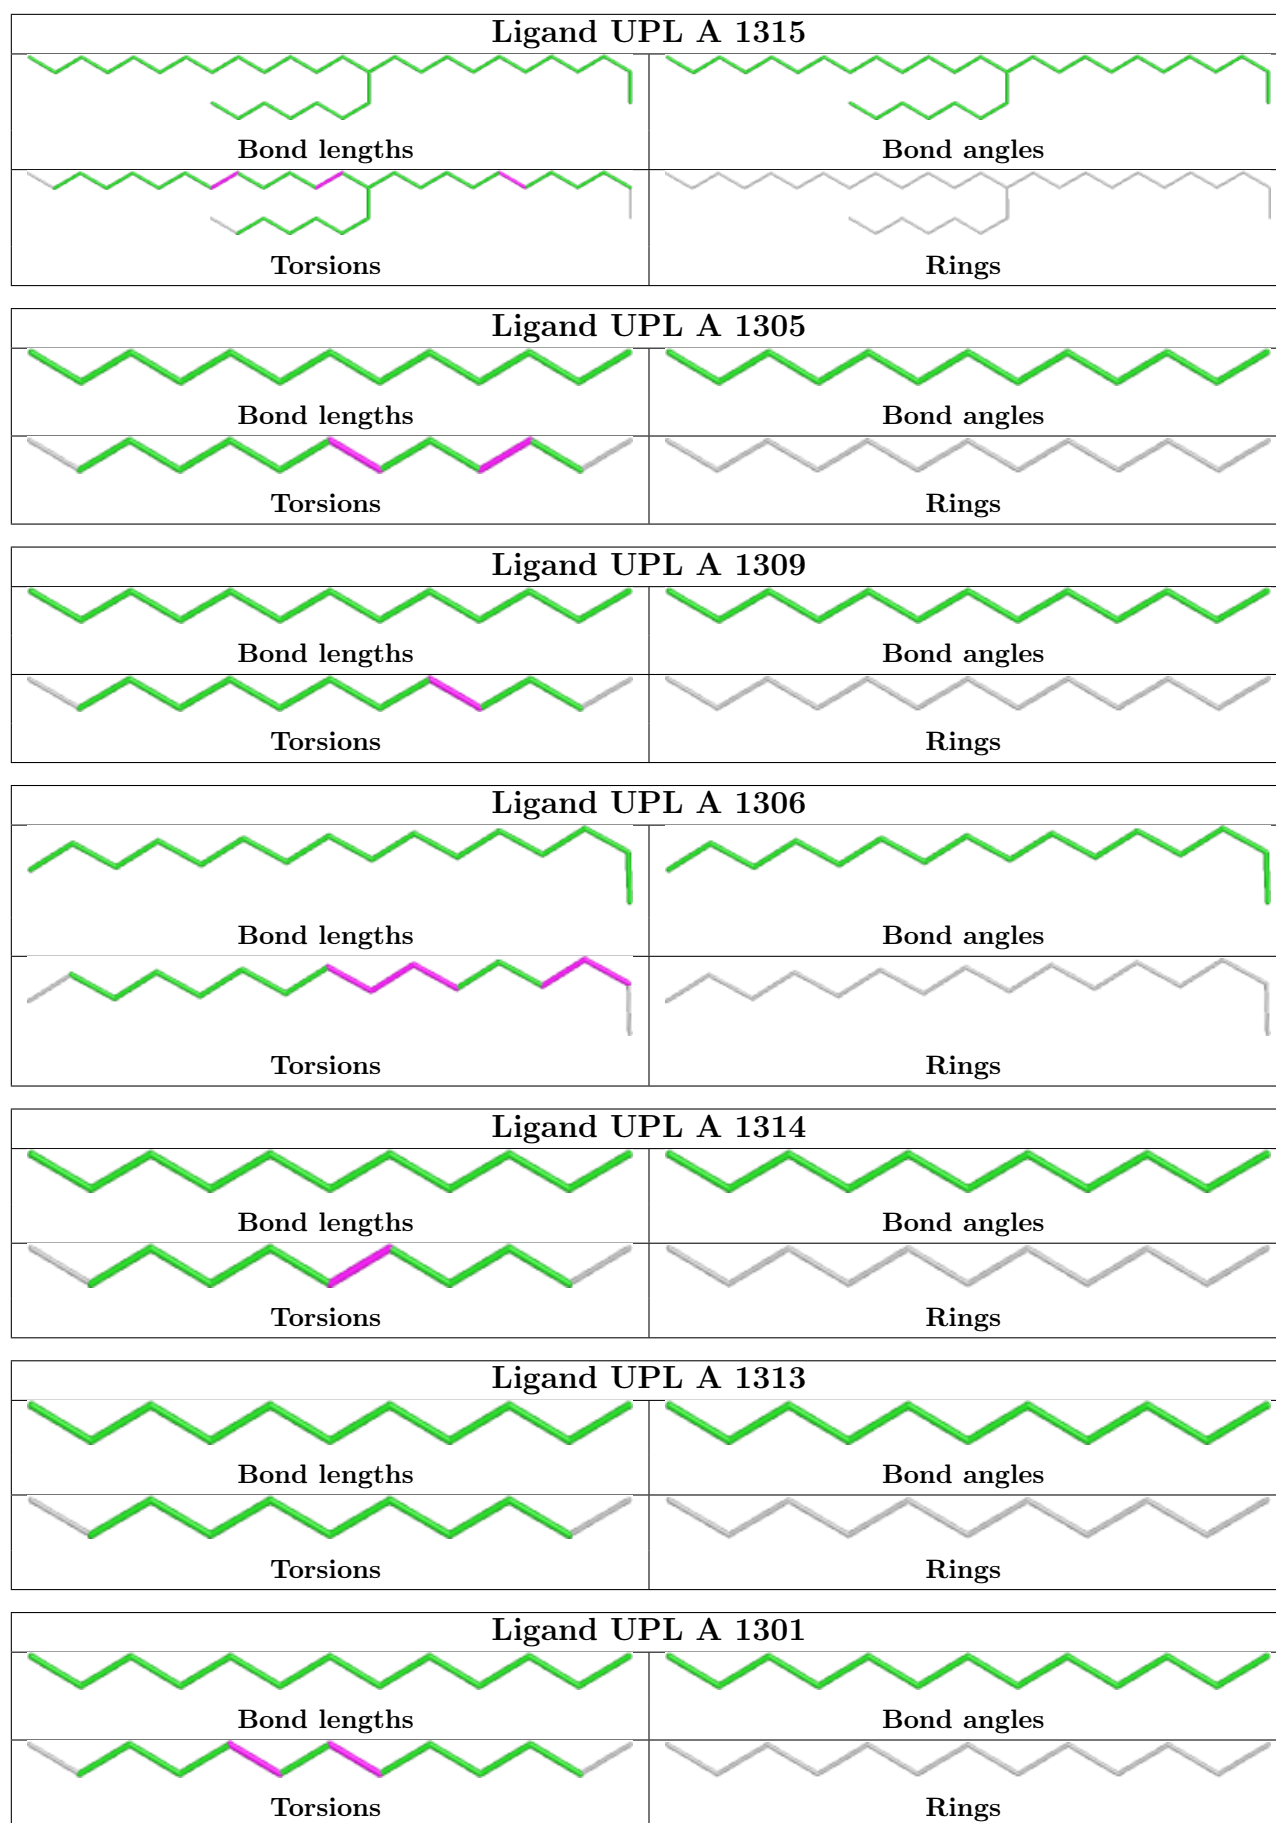 Ligand UPL A 1315
Bond lengths Bond angles
Torsions Rings
Ligand UPL A 1305
Bond lengths Bond angles
Torsions Rings
Ligand UPL A 1309
Bond lengths Bond angles
Torsions Rings
Ligand UPL A 1306
Bond lengths Bond angles
Torsions Rings
Ligand UPL A 1314
Bond lengths Bond angles
Torsions Rings
Ligand UPL A 1313
Bond lengths Bond angles
Torsions Rings
Ligand UPL A 1301
Bond lengths Bond angles
Torsions Rings